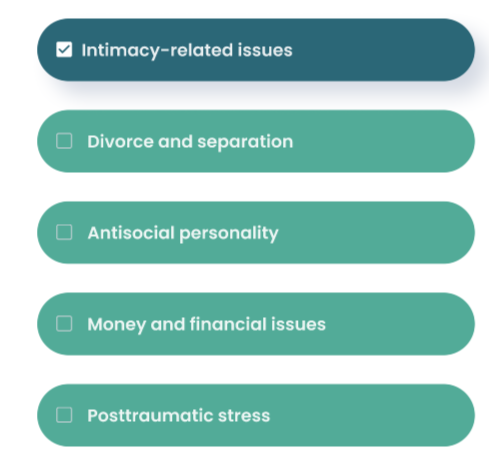 Intimacy-related issues
Divorce and separation
Antisocial personality
Money and financial issues
Posttraumatic stress